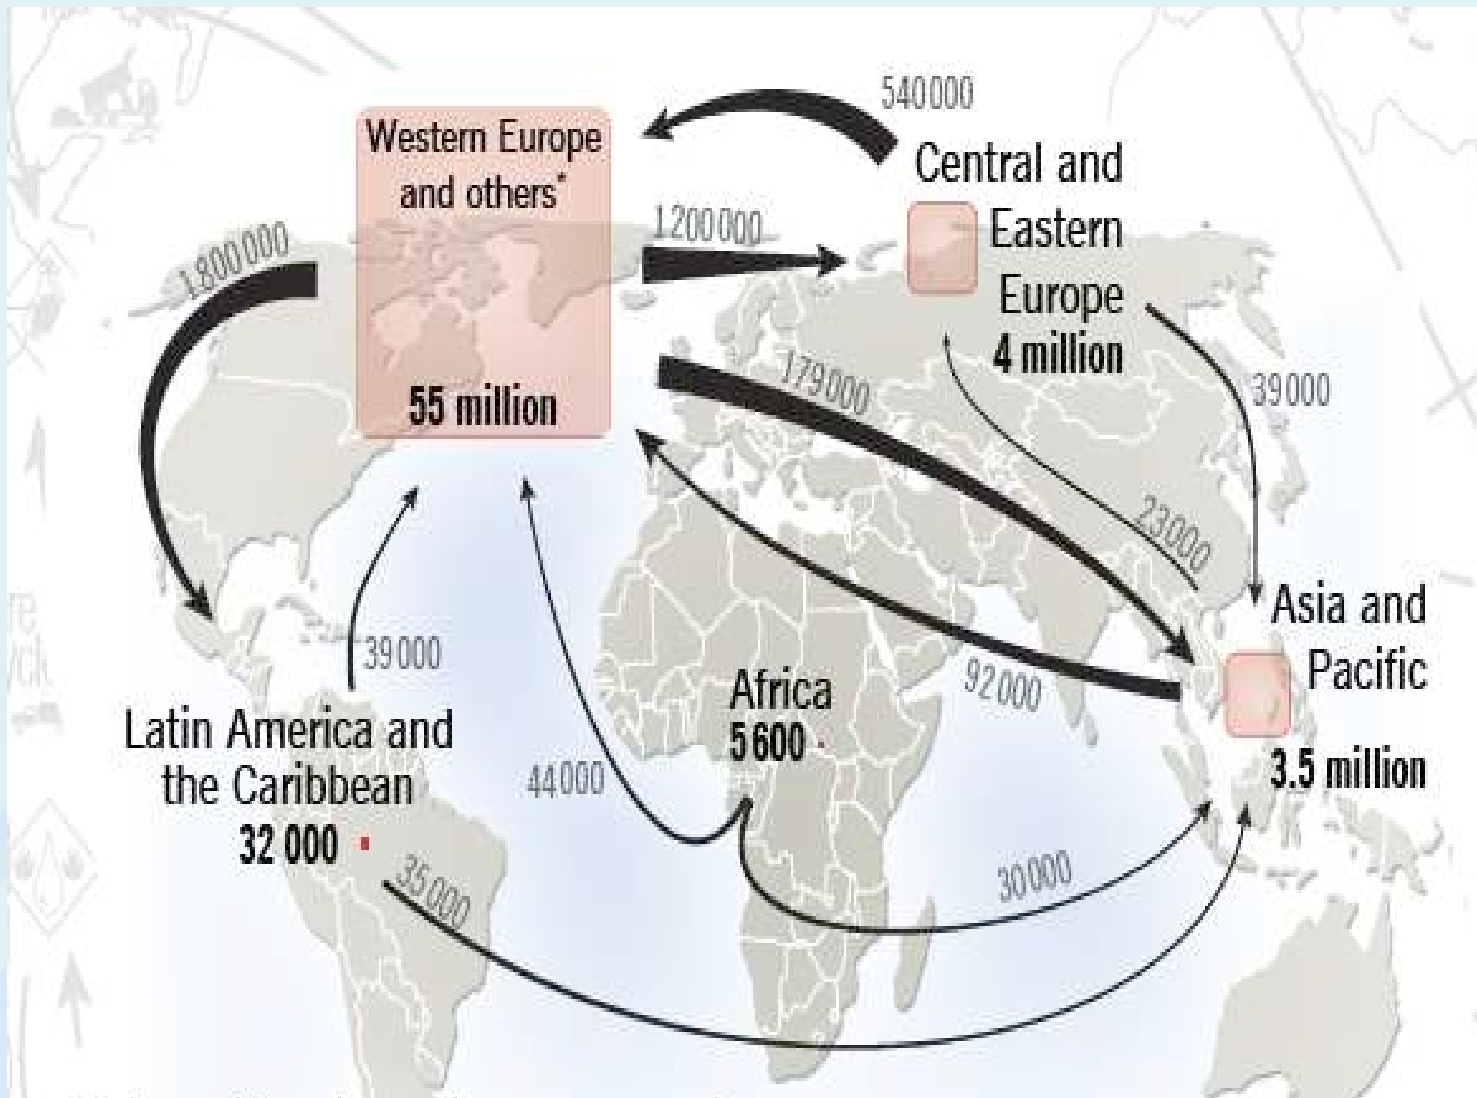 540000
Western Europe
and others*
Central and
Eastern
Europe
4 million
1200000
1800000
55 million
179000
39000
23000
Asia and
Pacific
3.5 million
39000
92000
Africa
5600
Latin America and
the Caribbean
32 000
44000
35000
30000